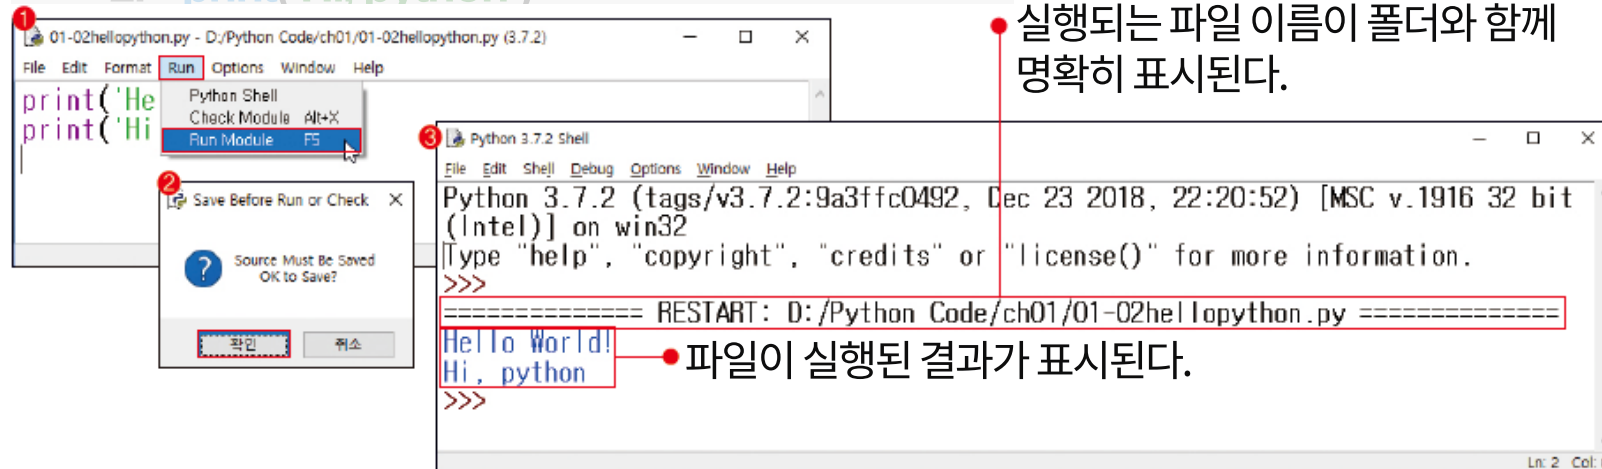 print('Hi, python')
1
01-02hellopython.py - D:/Python Code/ch01/01-02hellopython.py (3.7.2)
File Edit Format Run Options Window Help
print('He
print('Hi
Python Shell
Check Module Alt+X
Run Module F5
2
Save Before Run or Check
Source Must Be Saved
OK to Save?
확인 취소
실행되는 파일 이름이 폴더와 함께
명확히 표시된다.
3
Python 3.7.2 Shell
File Edit Shell Debug Options Window Help
Python 3.7.2 (tags/v3.7.2:9a3ffc0492, Dec 23 2018, 22:20:52) [MSC v.1916 32 bit
(Intel)] on win32
Type "help", "copyright", "credits" or "license()" for more information.
>>>
============== RESTART: D:/Python Code/ch01/01-02hellopython.py ==============
Hello World!
Hi, python
>>>
파일이 실행된 결과가 표시된다.
Ln: 2 Col: